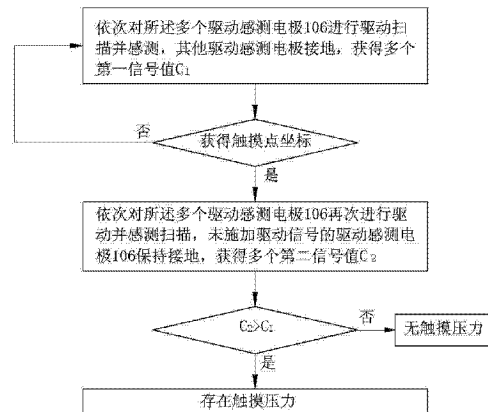 依次对所述多个驱动感测电极106进行驱动扫
描并感测，其他驱动感测电极接地，获得多个
第一信号值C₁
否
获得触摸点坐标
是
依次对所述多个驱动感测电极106再次进行驱
动并感测扫描，未施加驱动信号的驱动感测电
极106保持接地，获得多个第二信号值C₂
C₂>C₁
否
无触摸压力
是
存在触摸压力